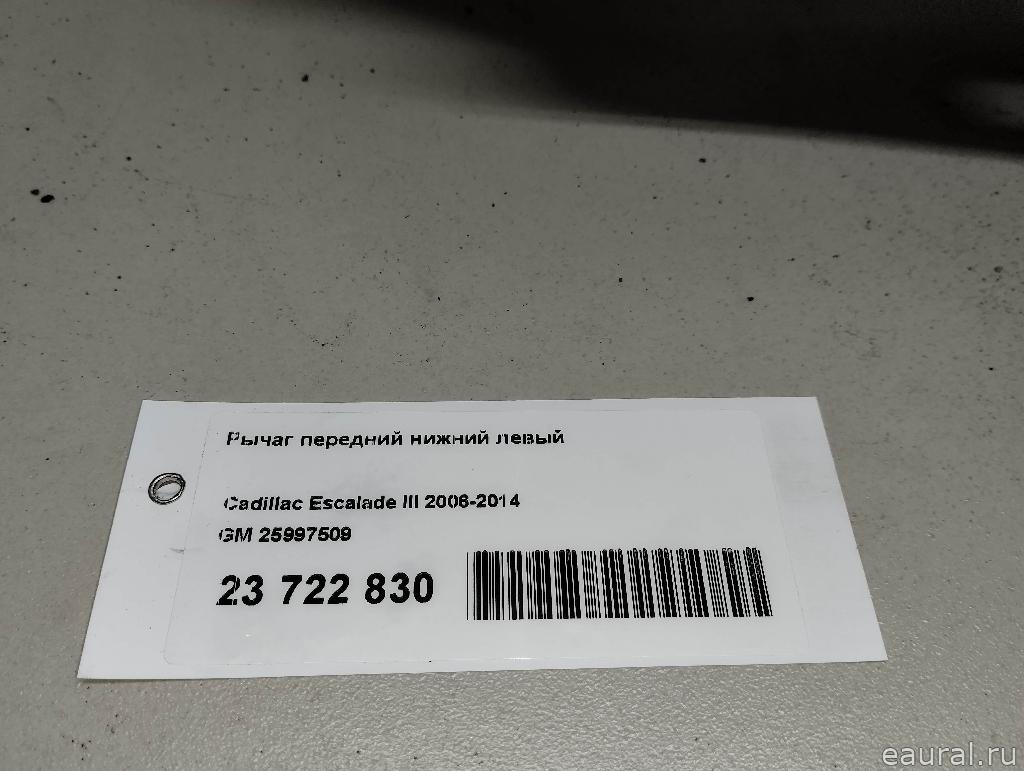 Рычаг передний нижний левый
Cadillac Escalade III 2006-2014
GM 25997509
23 722 830
eaural.ru